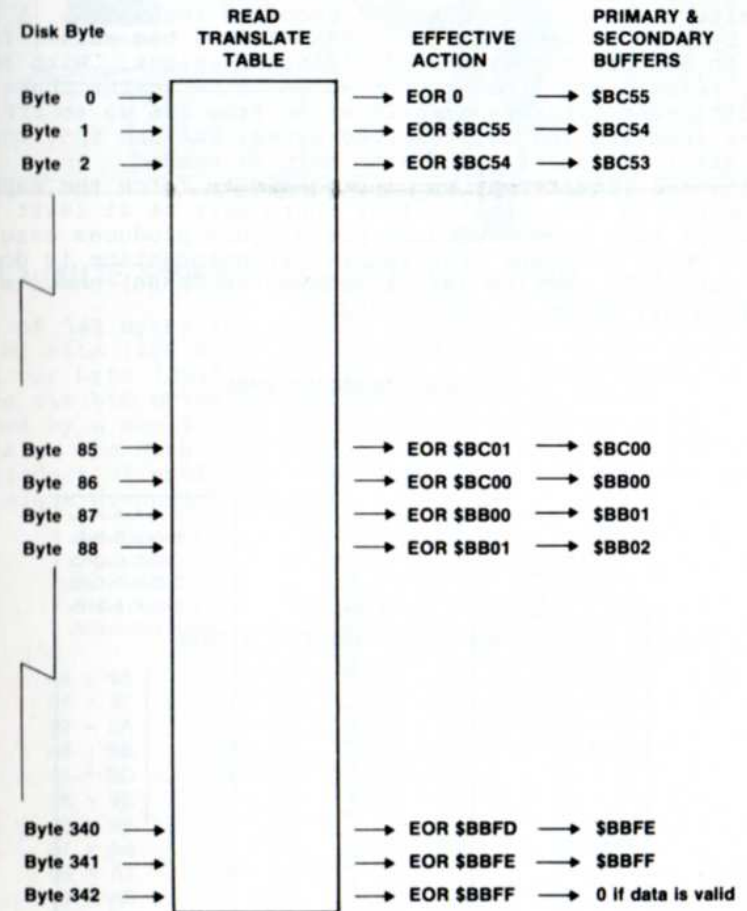 Disk Byte READ TRANSLATE TABLE EFFECTIVE ACTION PRIMARY & SECONDARY BUFFERS
Byte 0 EOR 0 $BC55
Byte 1 EOR $BC55 $BC54
Byte 2 EOR $BC54 $BC53
Byte 85 EOR $BC01 $BC00
Byte 86 EOR $BC00 $BB00
Byte 87 EOR $BB00 $BB01
Byte 88 EOR $BB01 $BB02
Byte 340 EOR $BBFD $BBFE
Byte 341 EOR $BBFE $BBFF
Byte 342 EOR $BBFF 0 if data is valid